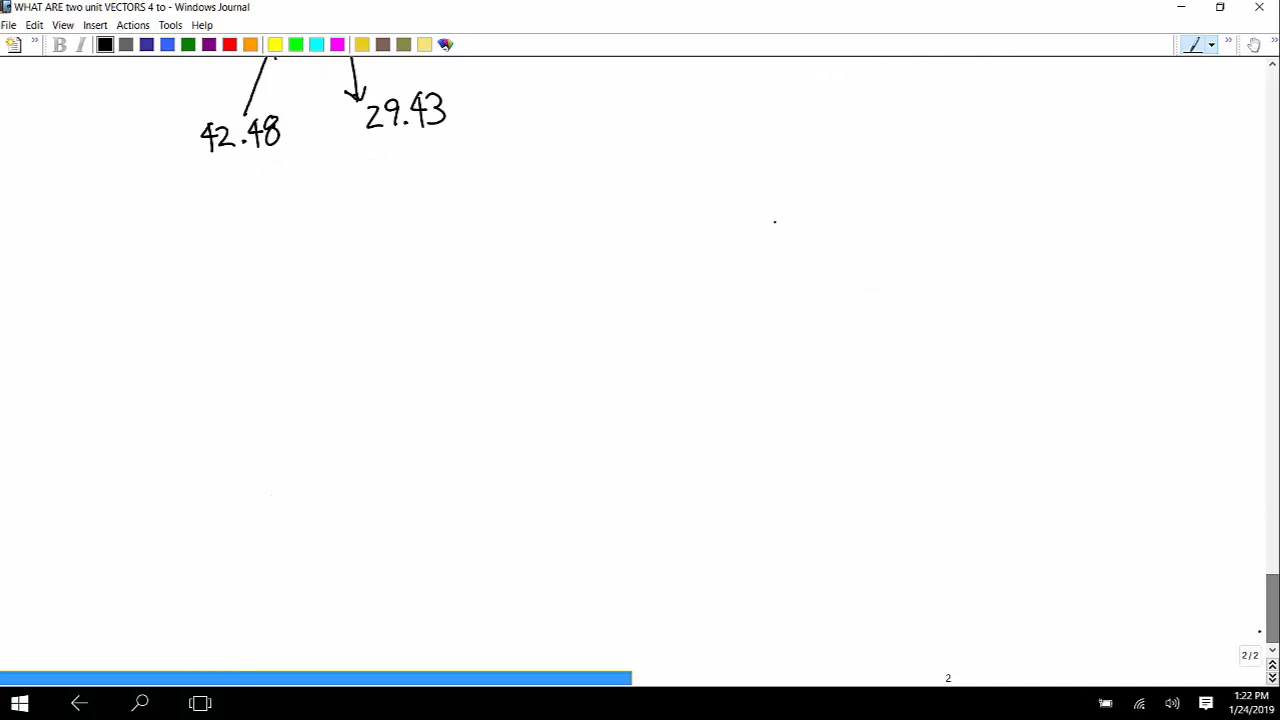 WHAT ARE two unit VECTORS 4 to - Windows Journal
File Edit View Insert Actions Tools Help
B I
29.43
42.48
2/2
2
1:22 PM
1/24/2019